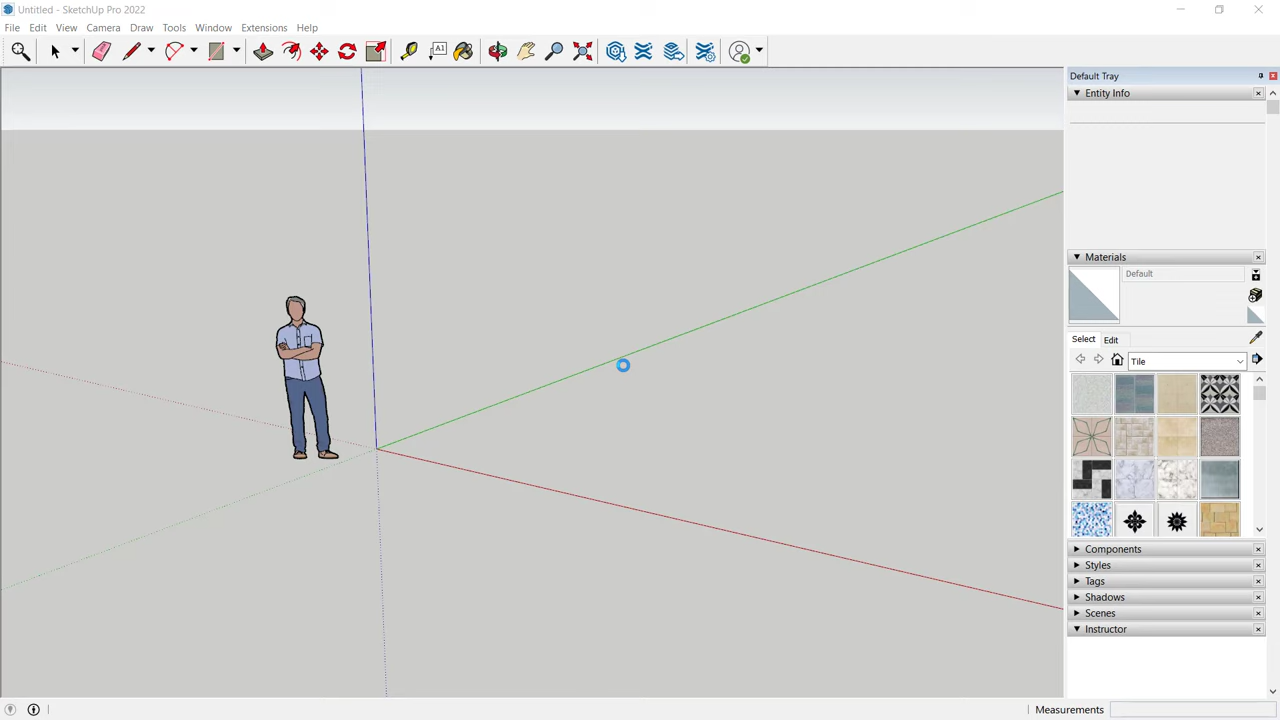 Untitled - SketchUp Pro 2022
File Edit View Camera Draw Tools Window Extensions Help
A1
Default Tray
Entity Info
Materials
Default
Select Edit
Tile
Components
Styles
Tags
Shadows
Scenes
Instructor
Measurements